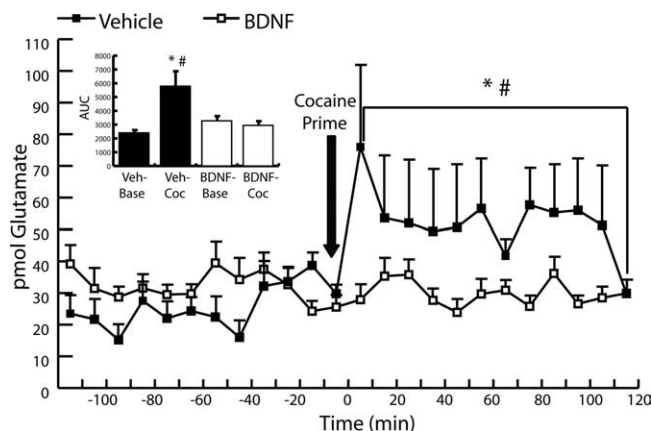 Vehicle BDNF
110
100
90
80
70
60
50
40
30
20
10
0
pmol Glutamate
8000
7000
6000
5000
4000
3000
2000
1000
0
AUC
* #
Veh-
Base
Veh-
Coc
BDNF-
Base
BDNF-
Coc
Cocaine
Prime
* #
-100 -80 -60 -40 -20 0 20 40 60 80 100 120
Time (min)